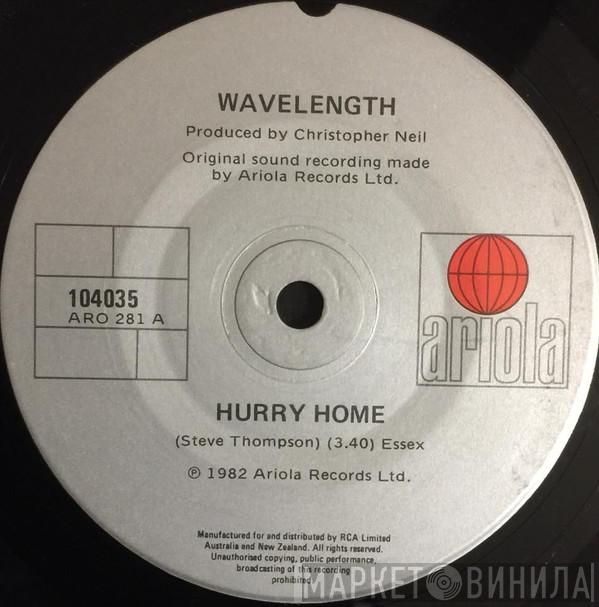 WAVELENGTH
Produced by Christopher Neil
Original sound recording made
by Ariola Records Ltd.
104035
ARO 281 A
ariola
HURRY HOME
(Steve Thompson) (3.40) Essex
℗ 1982 Ariola Records Ltd.
Manufactured for and distributed by RCA Limited
Australia and New Zealand. All rights reserved.
Unauthorised copying, public performance,
broadcasting of this recording
prohibited
МАРКЕТ ВИНИЛА